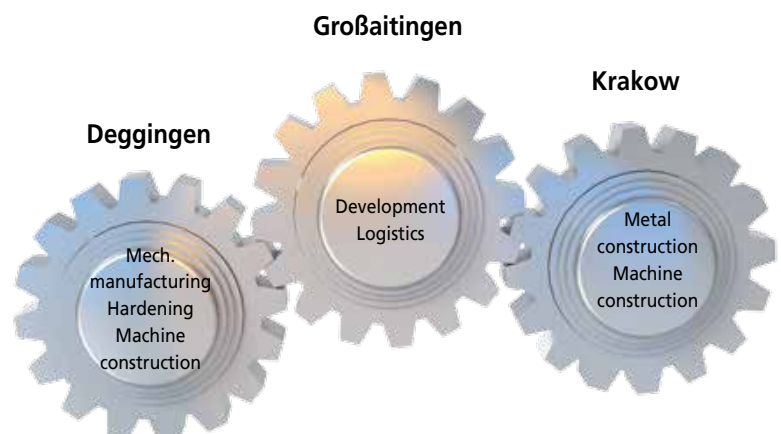 Großaitingen
Krakow
Deggingen
Development
Logistics
Mech.
manufacturing
Hardening
Machine
construction
Metal
construction
Machine
construction